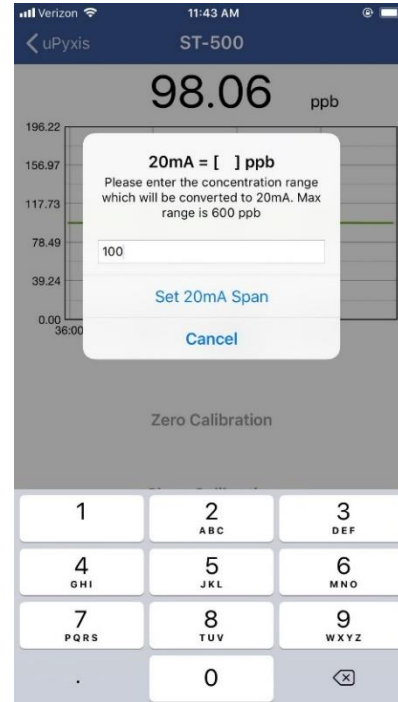 Verizon 11:43 AM
uPyxis ST-500
98.06 ppb
196.22
156.97
117.73
78.49
39.24
0.00
36:00
20mA = [ ] ppb
Please enter the concentration range
which will be converted to 20mA. Max
range is 600 ppb
100
Set 20mA Span
Cancel
Zero Calibration
1 2 3
ABC DEF
4 5 6
GHI JKL MNO
7 8 9
PQRS TUV WXYZ
. 0